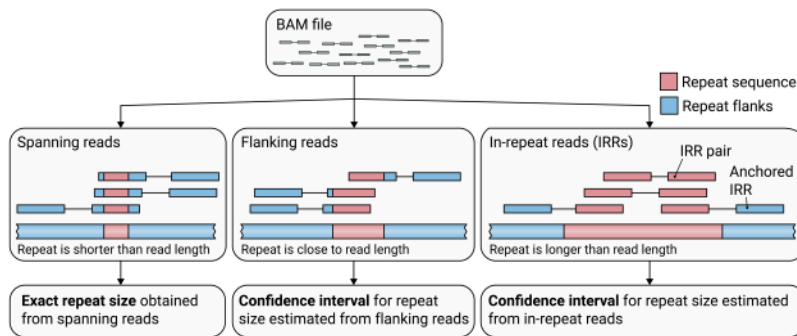 BAM file
Repeat sequence
Repeat flanks
Spanning reads
Repeat is shorter than read length
Flanking reads
Repeat is close to read length
In-repeat reads (IRRs)
IRR pair
Anchored
IRR
Repeat is longer than read length
Exact repeat size obtained
from spanning reads
Confidence interval for repeat
size estimated from flanking reads
Confidence interval for repeat size estimated
from in-repeat reads